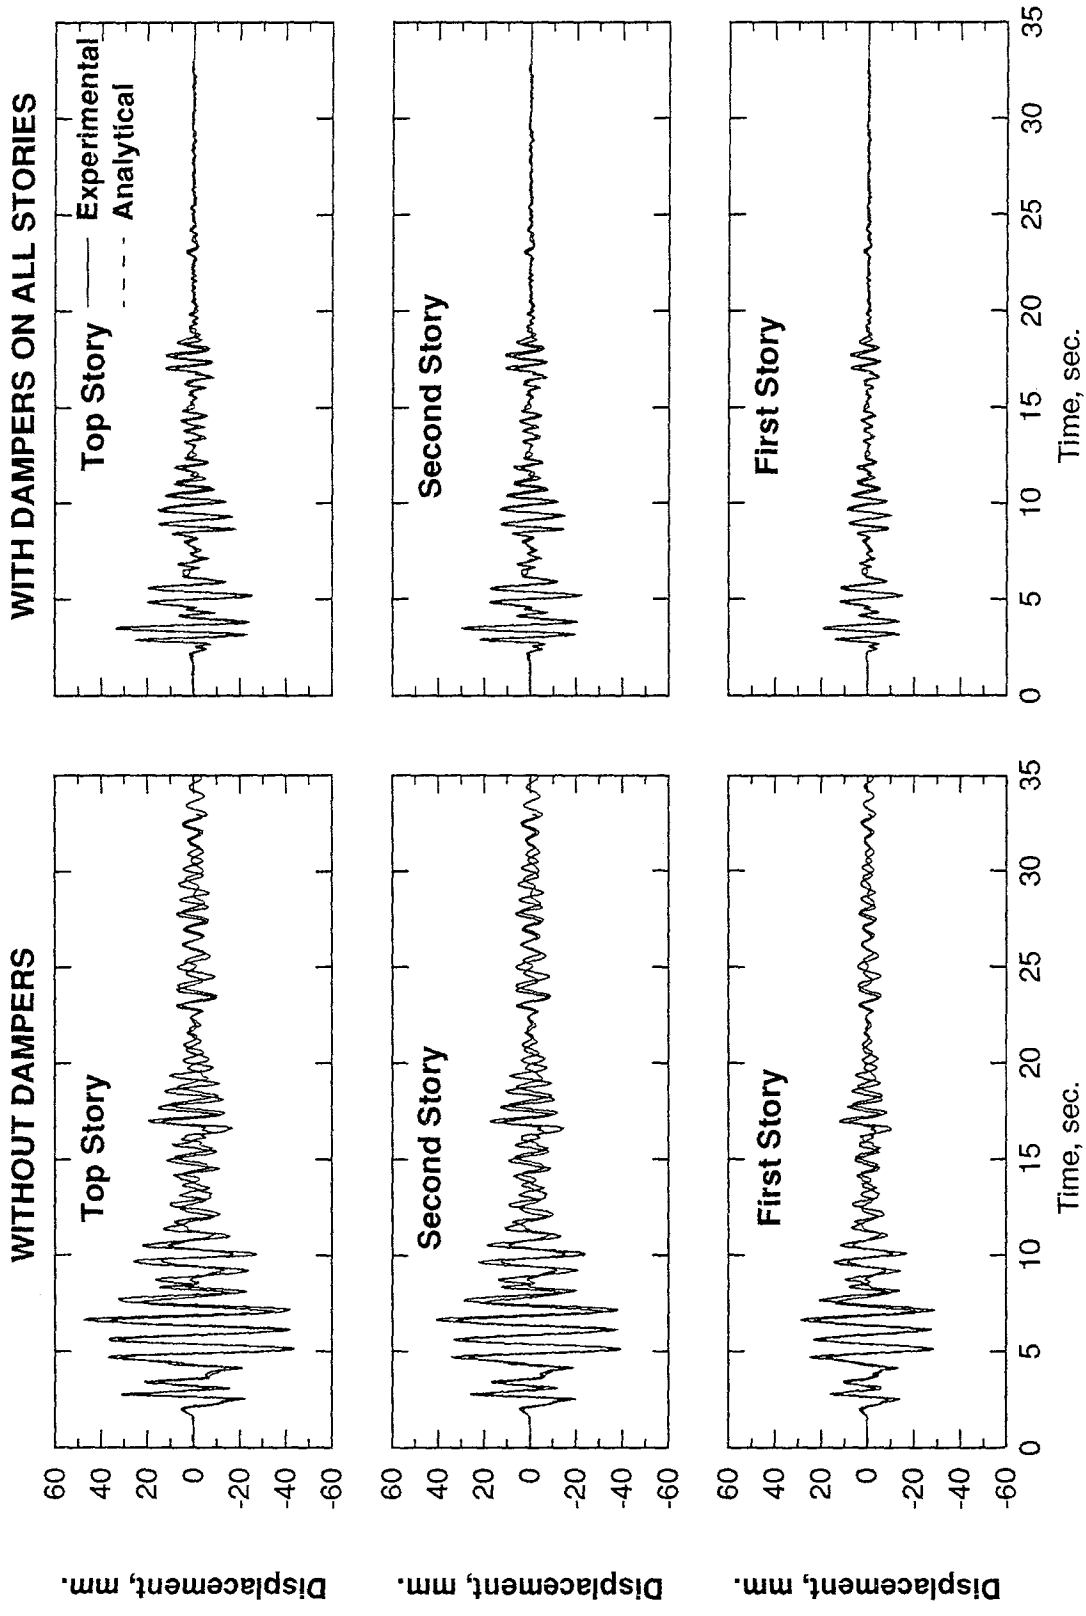 WITHOUT DAMPERS
WITH DAMPERS ON ALL STORIES
Displacement, mm.
60
40
20
0
-20
-40
-60
Top Story
Top Story
Experimental
Analytical
Displacement, mm.
60
40
20
0
-20
-40
-60
Second Story
Second Story
Displacement, mm.
60
40
20
0
-20
-40
-60
First Story
First Story
0 5 10 15 20 25 30 35
0 5 10 15 20 25 30 35
Time, sec.
Time, sec.